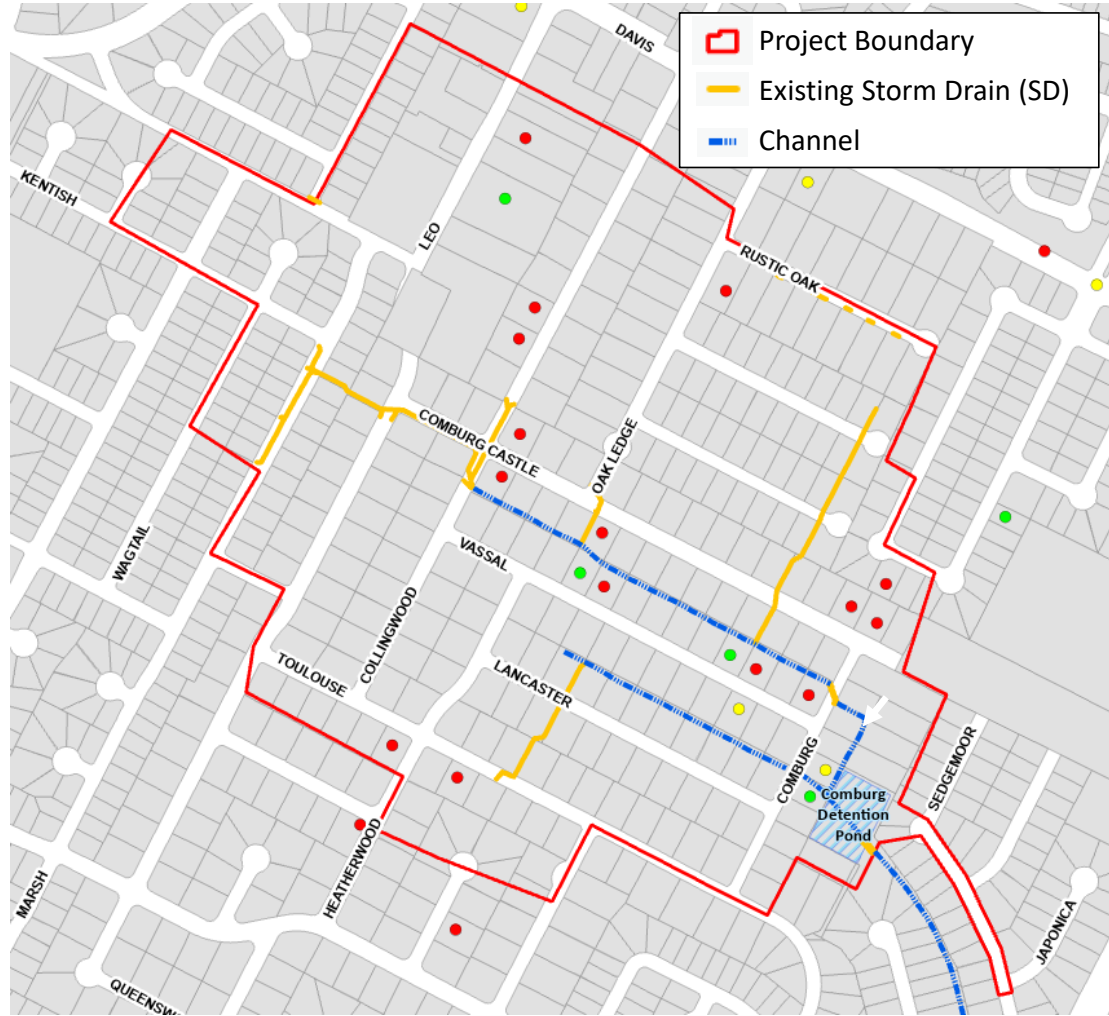 DAVIS
Project Boundary
Existing Storm Drain (SD)
Channel
KENTISH
LEO
RUSTIC OAK
COMBURG CASTLE
OAK LEDGE
WAGTAIL
VASSAL
COLLINGWOOD
TOULOUSE
LANCASTER
COMBURG
SEDGEMOOR
Comburg
Detention
Pond
HEATHERWOOD
MARSH
JAPONICA
QUEENSW